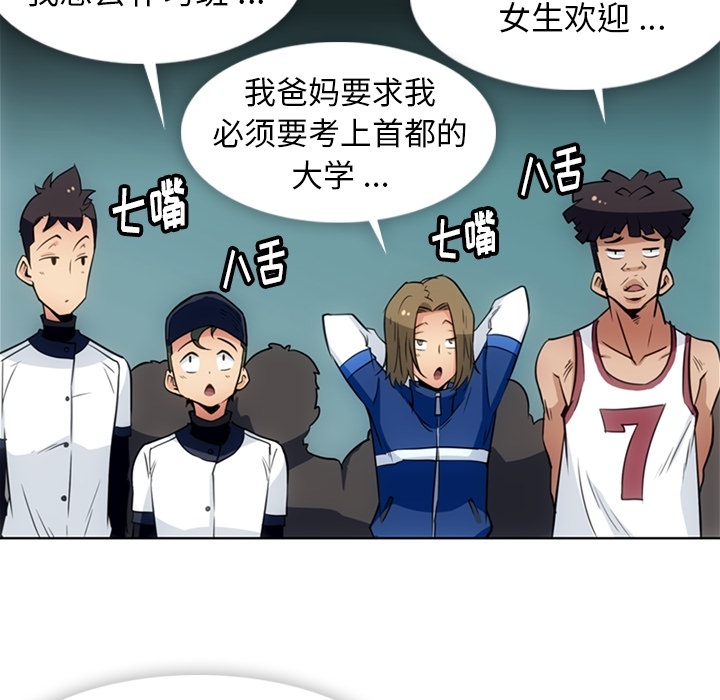 女生欢迎 ...
我爸妈要求我
必须要考上首都的
大学 ...
七嘴
八舌
七嘴
八舌